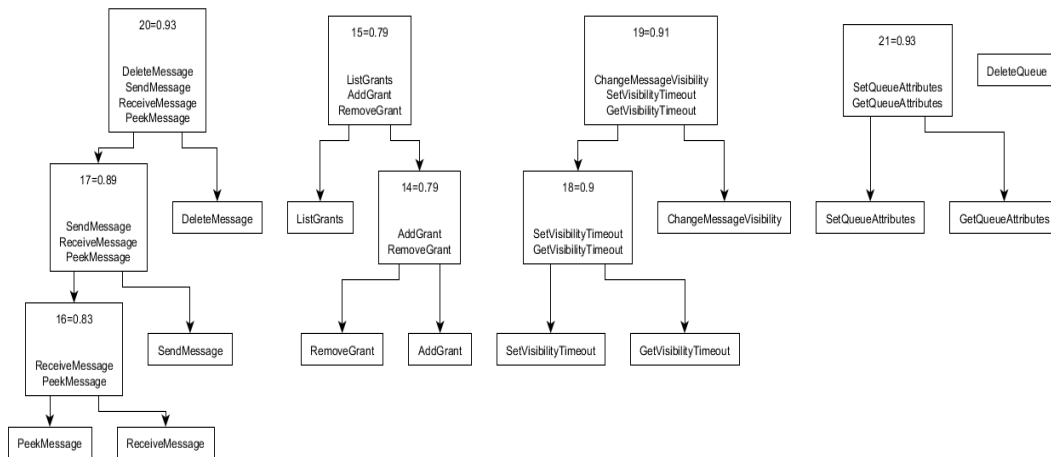 20=0.93
DeleteMessage
SendMessage
ReceiveMessage
PeekMessage
15=0.79
ListGrants
AddGrant
RemoveGrant
19=0.91
ChangeMessageVisibility
SetVisibilityTimeout
GetVisibilityTimeout
21=0.93
SetQueueAttributes
GetQueueAttributes
DeleteQueue
17=0.89
SendMessage
ReceiveMessage
PeekMessage
DeleteMessage
ListGrants
14=0.79
AddGrant
RemoveGrant
18=0.9
SetVisibilityTimeout
GetVisibilityTimeout
ChangeMessageVisibility
SetQueueAttributes
GetQueueAttributes
16=0.83
ReceiveMessage
PeekMessage
SendMessage
RemoveGrant
AddGrant
SetVisibilityTimeout
GetVisibilityTimeout
PeekMessage
ReceiveMessage